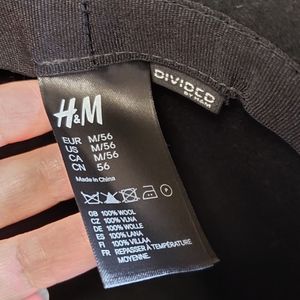 DIVIDED
BY H&M
H&M
EUR M/56
US M/56
CA M/56
CN 56
Made in China
GB 100% WOOL
CZ 100% VLNA
DE 100% WOLLE
ES 100% LANA
FI 100% VILLAA
FR REPASSER À TEMPÉRATURE
MOYENNE.